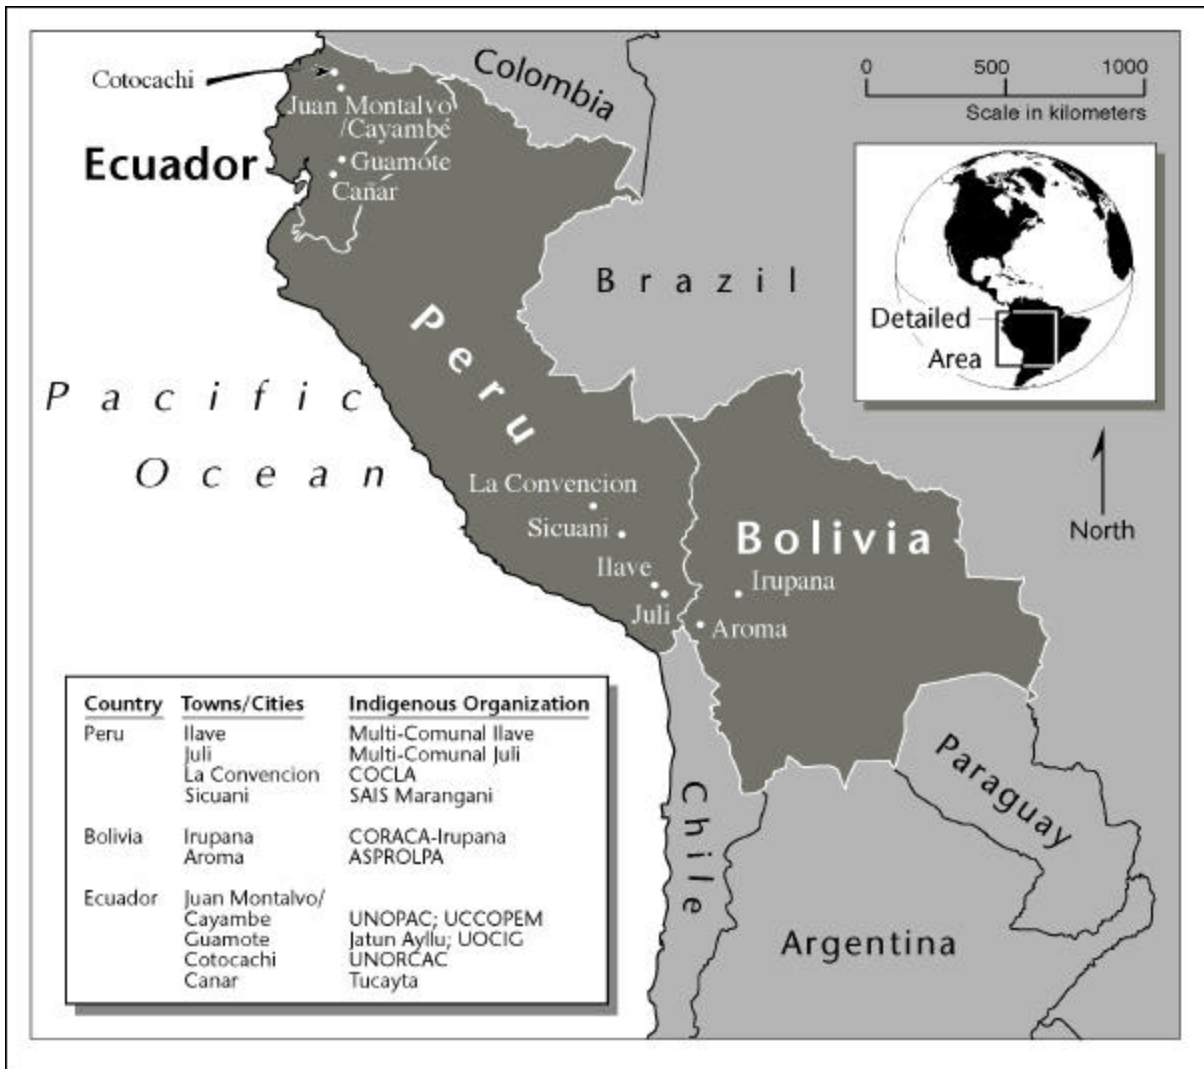 Cotocachi
Colombia
0 500 1000
Scale in kilometers
Juan Montalvo
/Cayambé
Ecuador
Guamote
Cañar
Brazil
Detailed
Area
Peru
Pacific
Ocean
La Convencion
Sicuani
Bolivia
North
Ilave
Irupana
Juli
Aroma
Country Towns/Cities Indigenous Organization
Peru Ilave Multi-Comunal Ilave
Juli Multi-Comunal Juli
La Convencion COCLA
Sicuani SAIS Marangani
Bolivia Irupana CORACA-Irupana
Aroma ASPROLPA
Ecuador Juan Montalvo/
Cayambe UNOPAC; UCCOPEM
Guamote Jatun Ayllu; UOCIG
Cotocachi UNORCAC
Canar Tucayta
Paraguay
Chile
Argentina